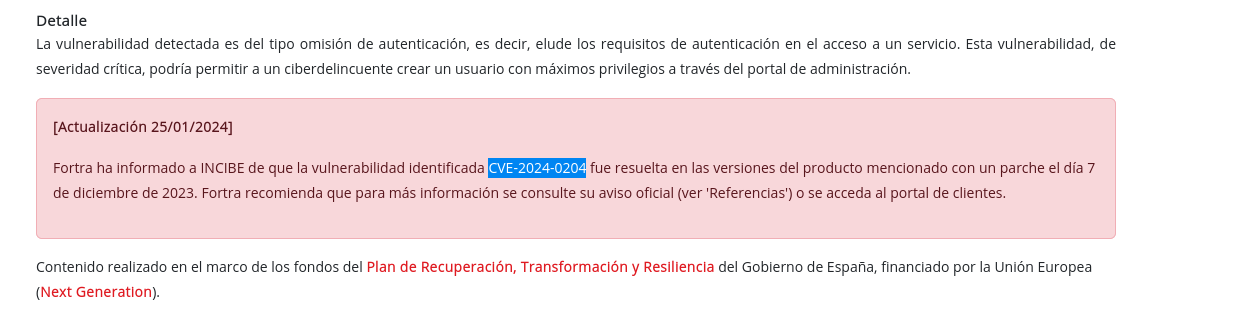 Detalle
La vulnerabilidad detectada es del tipo omisión de autenticación, es decir, elude los requisitos de autenticación en el acceso a un servicio. Esta vulnerabilidad, de
severidad crítica, podría permitir a un ciberdelincuente crear un usuario con máximos privilegios a través del portal de administración.
[Actualización 25/01/2024]
Fortra ha informado a INCIBE de que la vulnerabilidad identificada CVE-2024-0204 fue resuelta en las versiones del producto mencionado con un parche el día 7
de diciembre de 2023. Fortra recomienda que para más información se consulte su aviso oficial (ver 'Referencias') o se acceda al portal de clientes.
Contenido realizado en el marco de los fondos del Plan de Recuperación, Transformación y Resiliencia del Gobierno de España, financiado por la Unión Europea
(Next Generation).